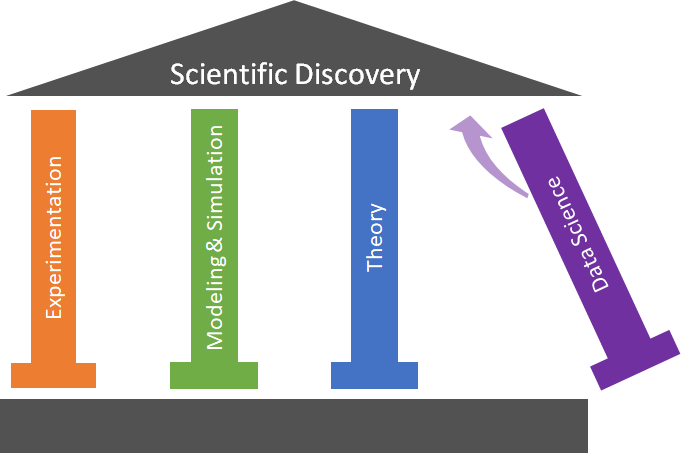 Scientific Discovery
Experimentation
Modeling & Simulation
Theory
Data Science